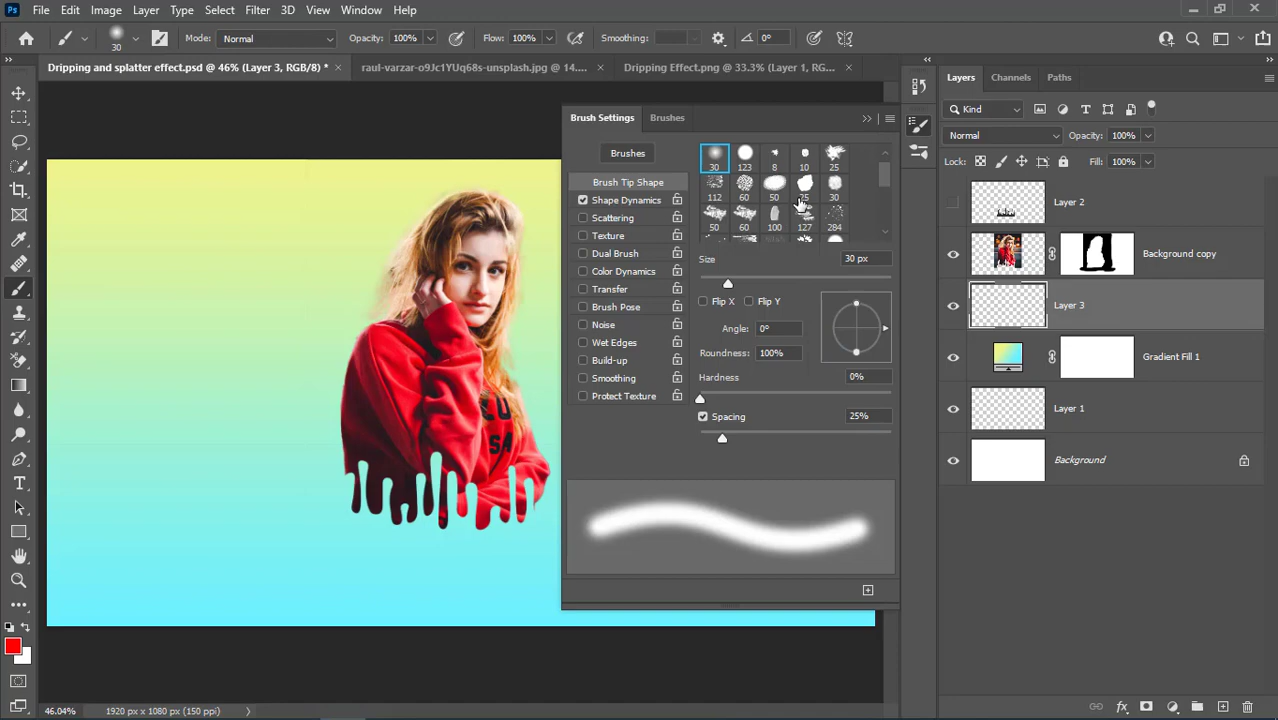 Ps File Edit Image Layer Type Select Filter 3D View Window Help
30 Mode: Normal Opacity: 100% Flow: 100% Smoothing: 0°
Dripping and splatter effect.psd @ 46% (Layer 3, RGB/8) * × raul-varzar-o9Jc1YUq68s-unsplash.jpg @ 14.... × Dripping Effect.png @ 33.3% (Layer 1, RG... ×
Brush Settings Brushes
Brushes
Brush Tip Shape
Shape Dynamics
Scattering
Texture
Dual Brush
Color Dynamics
Transfer
Brush Pose
Noise
Wet Edges
Build-up
Smoothing
Protect Texture
30 123 8 10 25
112 60 50 25 30
50 60 100 127 284
Size 30 px
Flip X Flip Y
Angle: 0°
Roundness: 100%
Hardness 0%
Spacing 25%
Layers Channels Paths
Kind
Normal Opacity: 100%
Lock: Fill: 100%
Layer 2
Background copy
Layer 3
Gradient Fill 1
Layer 1
Background
46.04% 1920 px x 1080 px (150 ppi)